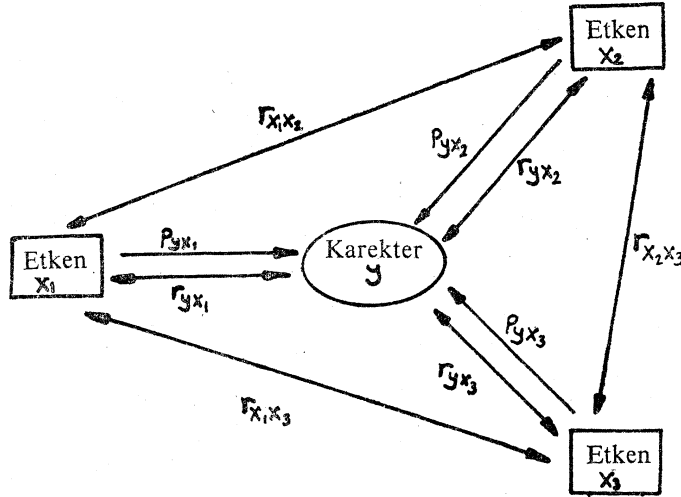 Etken
X₂
rx₁x₂
Pyx₂
ryx₂
Etken
X₁
Pyx₁
ryx₁
Karekter
y
rx₂x₃
Pyx₃
ryx₃
rx₁x₃
Etken
X₃